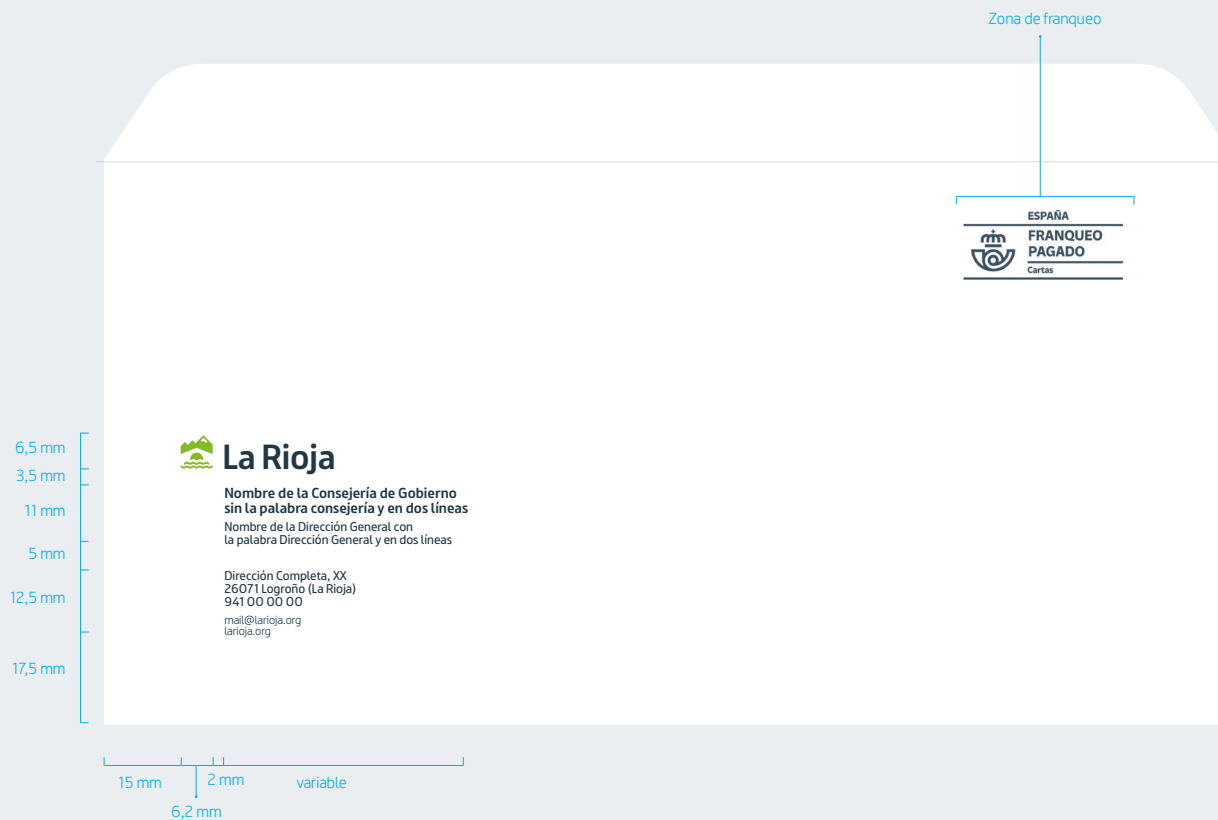 Zona de franqueo
ESPAÑA
FRANQUEO
PAGADO
Cartas
6,5 mm
3,5 mm
11 mm
5 mm
12,5 mm
17,5 mm
La Rioja
Nombre de la Consejería de Gobierno
sin la palabra consejería y en dos líneas
Nombre de la Dirección General con
la palabra Dirección General y en dos líneas
Dirección Completa, XX
26071 Logroño (La Rioja)
941 00 00 00
mail@larioja.org
larioja.org
15 mm
2 mm
variable
6,2 mm